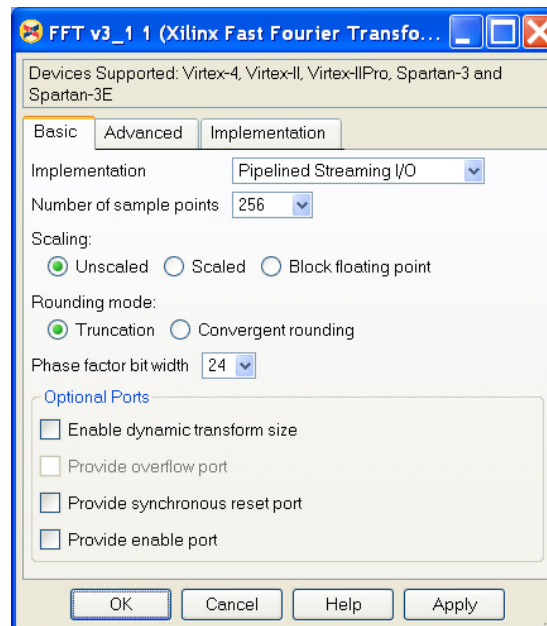 FFT v3_1 1 (Xilinx Fast Fourier Transfo...
Devices Supported: Virtex-4, Virtex-II, Virtex-IIPro, Spartan-3 and
Spartan-3E
Basic Advanced Implementation
Implementation Pipelined Streaming I/O
Number of sample points 256
Scaling:
Unscaled Scaled Block floating point
Rounding mode:
Truncation Convergent rounding
Phase factor bit width 24
Optional Ports
Enable dynamic transform size
Provide overflow port
Provide synchronous reset port
Provide enable port
OK Cancel Help Apply